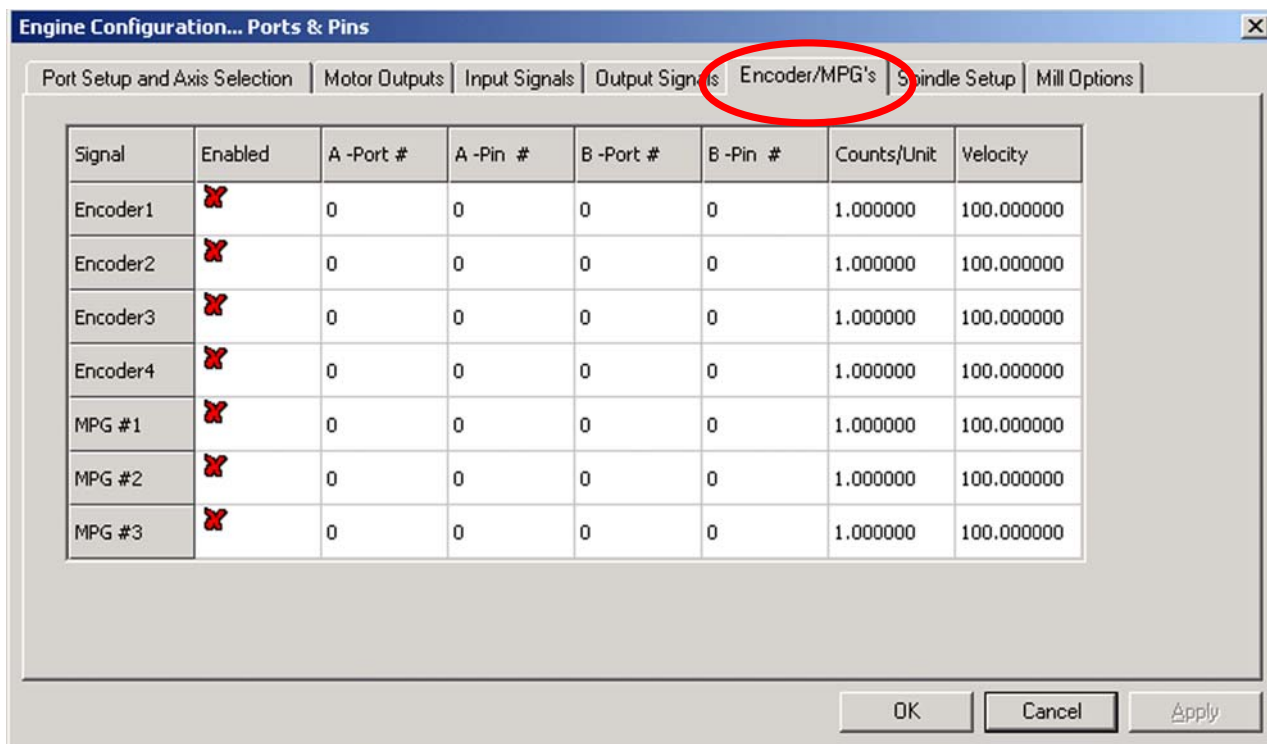 Engine Configuration... Ports & Pins
Port Setup and Axis Selection Motor Outputs Input Signals Output Signals Encoder/MPG's Spindle Setup Mill Options
Signal Enabled A -Port # A -Pin # B -Port # B -Pin # Counts/Unit Velocity
Encoder1 0 0 0 0 1.000000 100.000000
Encoder2 0 0 0 0 1.000000 100.000000
Encoder3 0 0 0 0 1.000000 100.000000
Encoder4 0 0 0 0 1.000000 100.000000
MPG #1 0 0 0 0 1.000000 100.000000
MPG #2 0 0 0 0 1.000000 100.000000
MPG #3 0 0 0 0 1.000000 100.000000
OK Cancel Apply